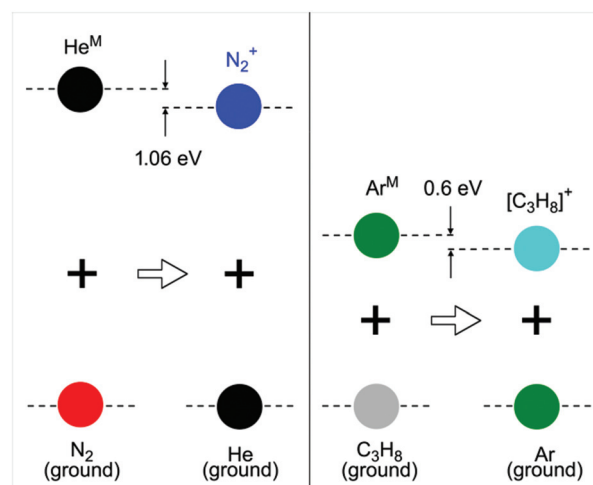 He^M
N₂⁺
1.06 eV
+
+
N₂
(ground)
He
(ground)
Ar^M
0.6 eV
[C₃H₈]⁺
+
+
C₃H₈
(ground)
Ar
(ground)